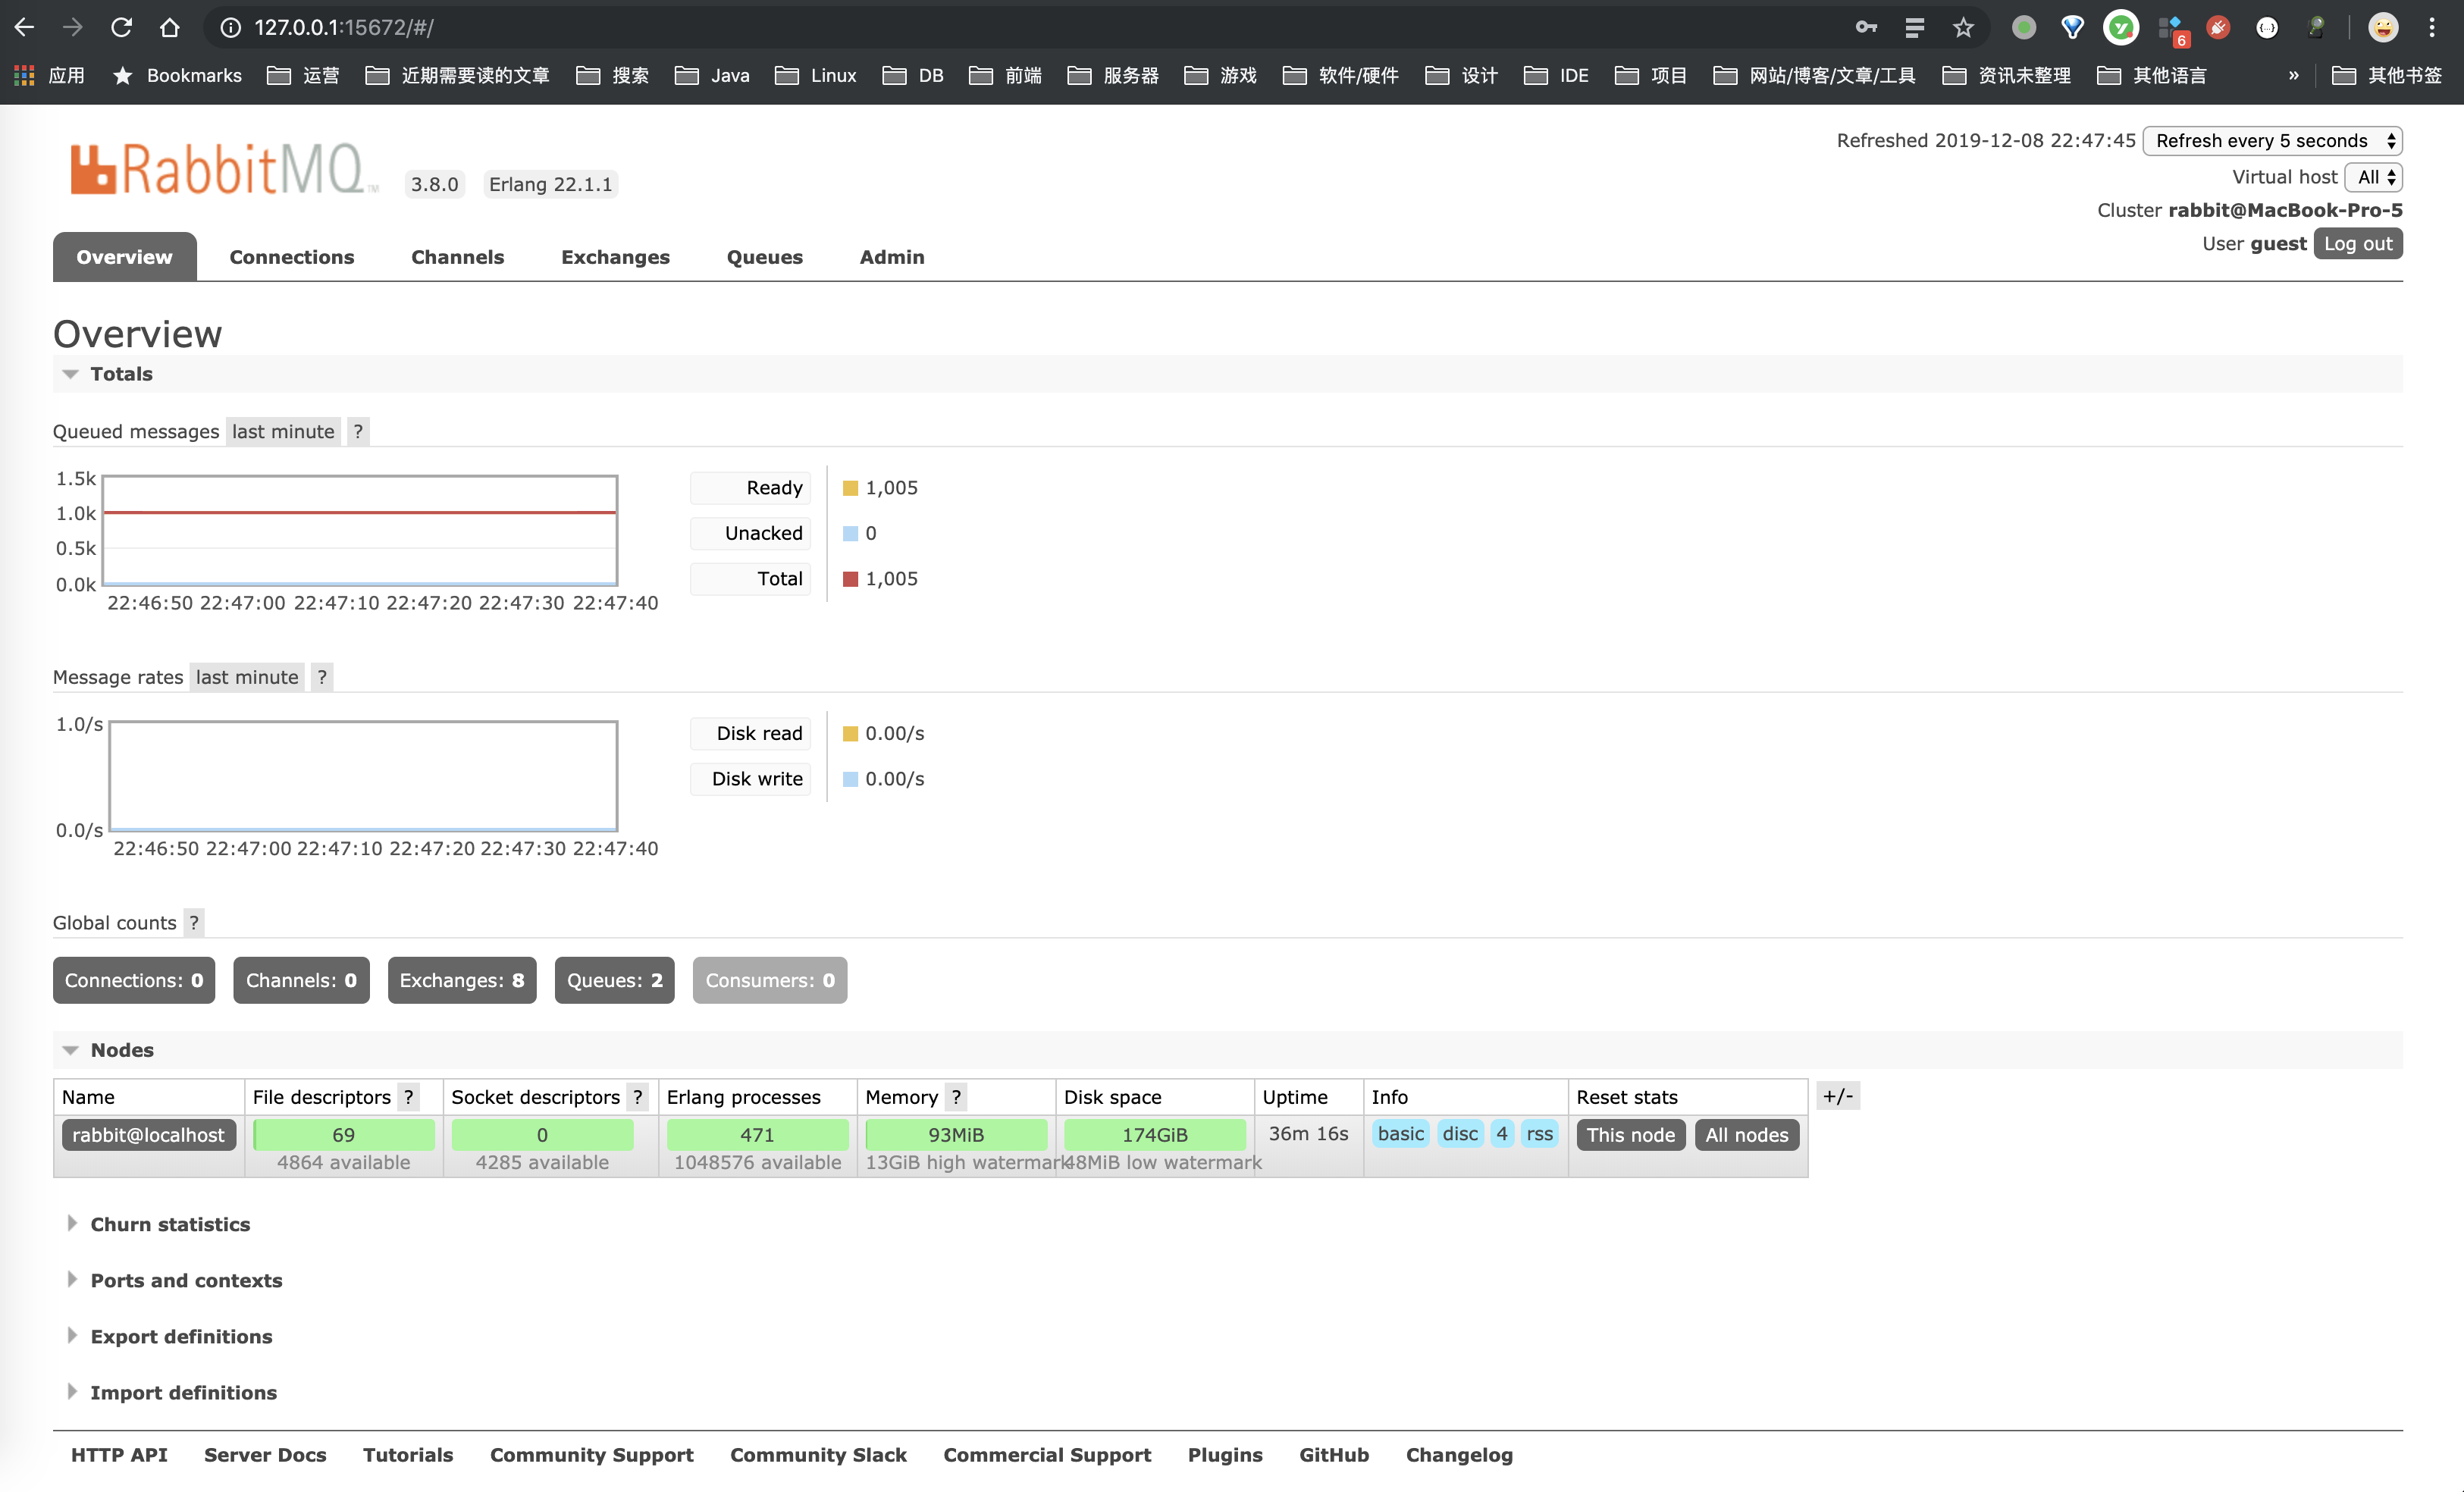 127.0.0.1:15672/#/
6
应用 Bookmarks 运营 近期需要读的文章 搜索 Java Linux DB 前端 服务器 游戏 软件/硬件 设计 IDE 项目 网站/博客/文章/工具 资讯未整理 其他语言 » 其他书签
RabbitMQ™ 3.8.0 Erlang 22.1.1
Refreshed 2019-12-08 22:47:45 Refresh every 5 seconds
Virtual host All
Cluster rabbit@MacBook-Pro-5
User guest Log out
Overview Connections Channels Exchanges Queues Admin
Overview
Totals
Queued messages last minute ?
1.5k
1.0k
0.5k
0.0k
22:46:50 22:47:00 22:47:10 22:47:20 22:47:30 22:47:40
Ready 1,005
Unacked 0
Total 1,005
Message rates last minute ?
1.0/s
0.0/s
22:46:50 22:47:00 22:47:10 22:47:20 22:47:30 22:47:40
Disk read 0.00/s
Disk write 0.00/s
Global counts ?
Connections: 0 Channels: 0 Exchanges: 8 Queues: 2 Consumers: 0
Nodes
Name File descriptors ? Socket descriptors ? Erlang processes Memory ? Disk space Uptime Info Reset stats +/-
rabbit@localhost 69 0 471 93MiB 174GiB 36m 16s basic disc 4 rss This node All nodes
4864 available 4285 available 1048576 available 13GiB high watermark 48MiB low watermark
Churn statistics
Ports and contexts
Export definitions
Import definitions
HTTP API Server Docs Tutorials Community Support Community Slack Commercial Support Plugins GitHub Changelog